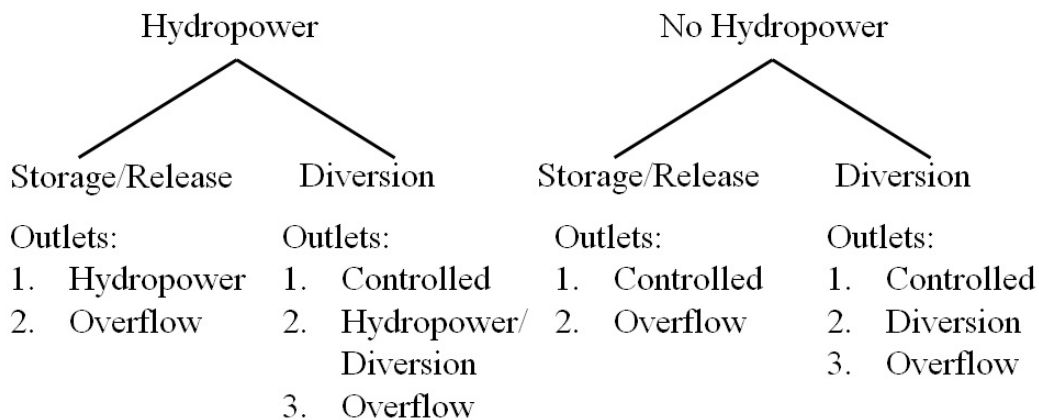 Hydropower
No Hydropower
Storage/Release
Diversion
Storage/Release
Diversion
Outlets:
1. Hydropower
2. Overflow
Outlets:
1. Controlled
2. Hydropower/
Diversion
3. Overflow
Outlets:
1. Controlled
2. Overflow
Outlets:
1. Controlled
2. Diversion
3. Overflow